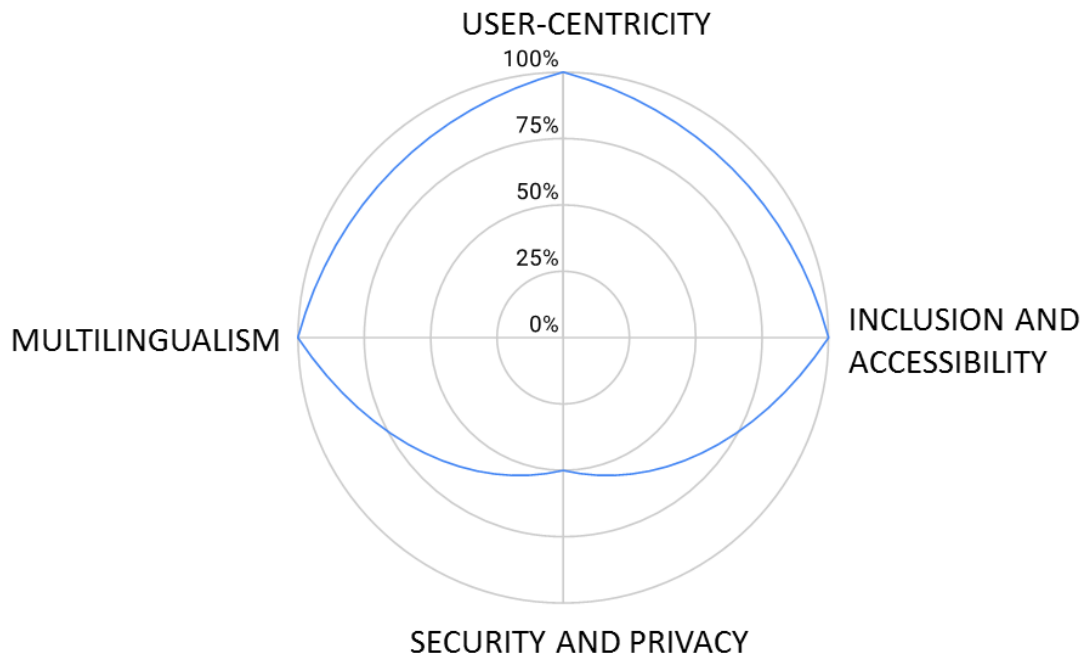 USER-CENTRICITY
100%
75%
50%
25%
0%
MULTILINGUALISM
INCLUSION AND
ACCESSIBILITY
SECURITY AND PRIVACY